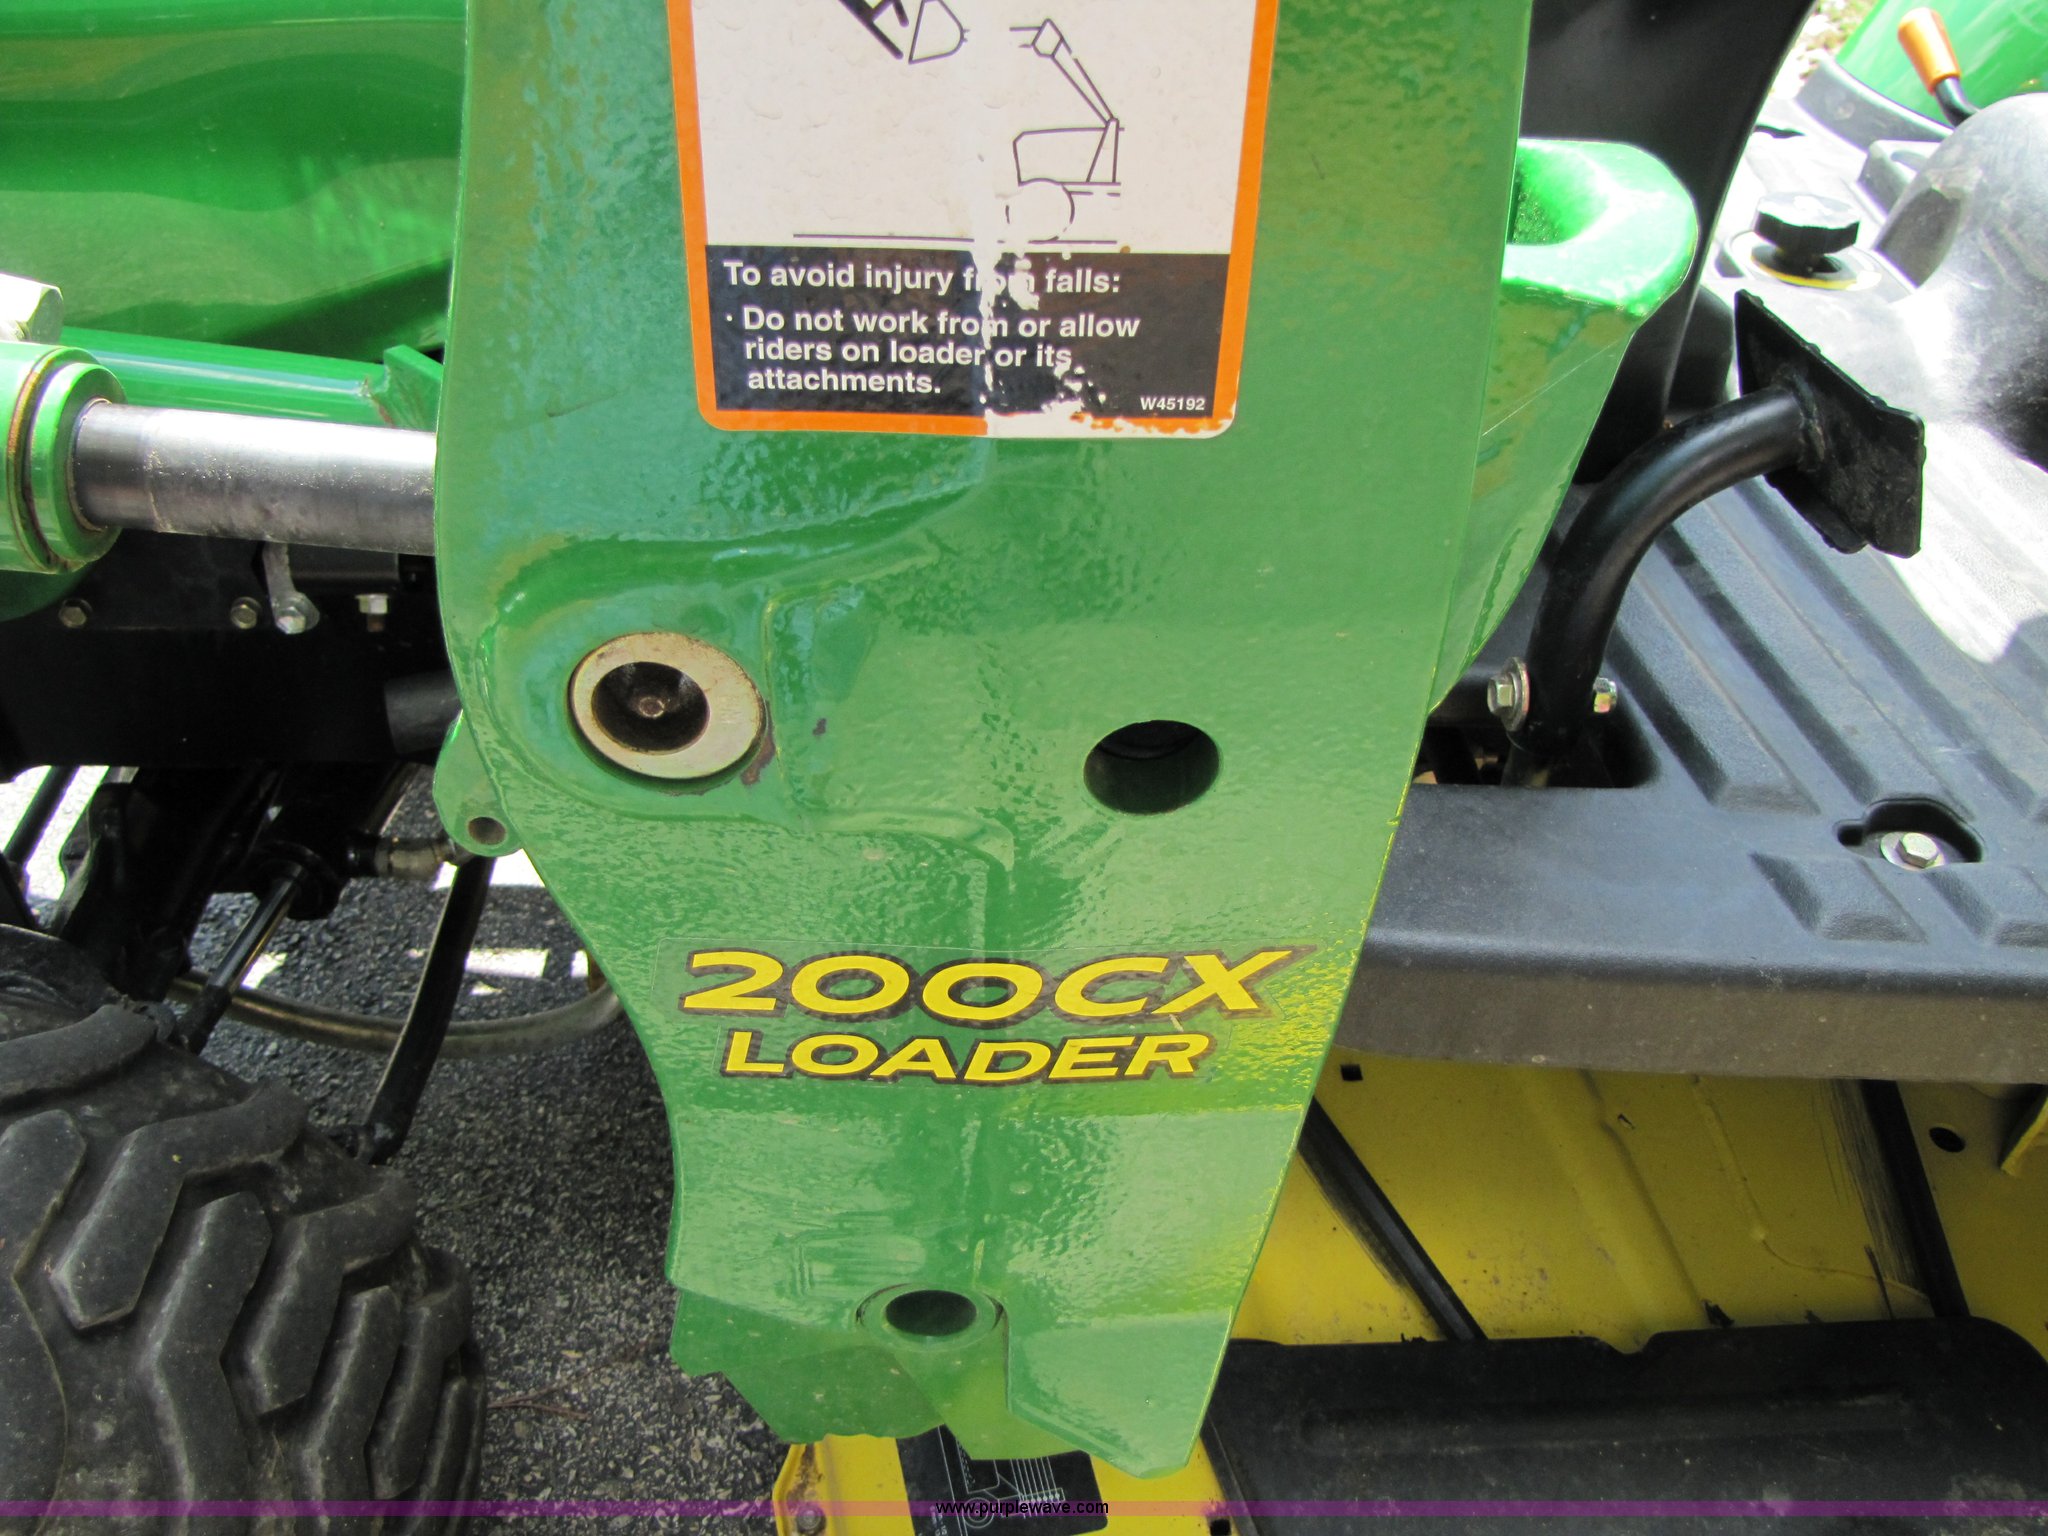 To avoid injury from falls:
· Do not work from or allow
riders on loader or its
attachments.
W45192
200CX
LOADER
www.purplewave.com